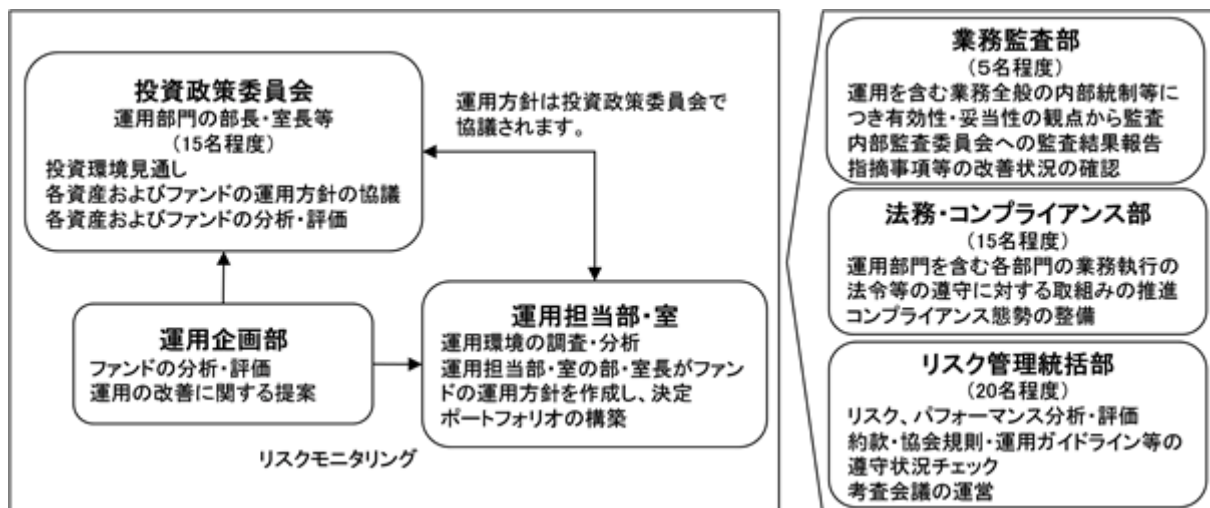 投資政策委員会
運用部門の部長・室長等
(15名程度)
投資環境見通し
各資産およびファンドの運用方針の協議
各資産およびファンドの分析・評価
運用方針は投資政策委員会で
協議されます。
運用企画部
ファンドの分析・評価
運用の改善に関する提案
運用担当部・室
運用環境の調査・分析
運用担当部・室の部・室長がファン
ドの運用方針を作成し、決定
ポートフォリオの構築
リスクモニタリング
業務監査部
(5名程度)
運用を含む業務全般の内部統制等に
つき有効性・妥当性の観点から監査
内部監査委員会への監査結果報告
指摘事項等の改善状況の確認
法務・コンプライアンス部
(15名程度)
運用部門を含む各部門の業務執行の
法令等の遵守に対する取組みの推進
コンプライアンス態勢の整備
リスク管理統括部
(20名程度)
リスク、パフォーマンス分析・評価
約款・協会規則・運用ガイドライン等の
遵守状況チェック
考査会議の運営